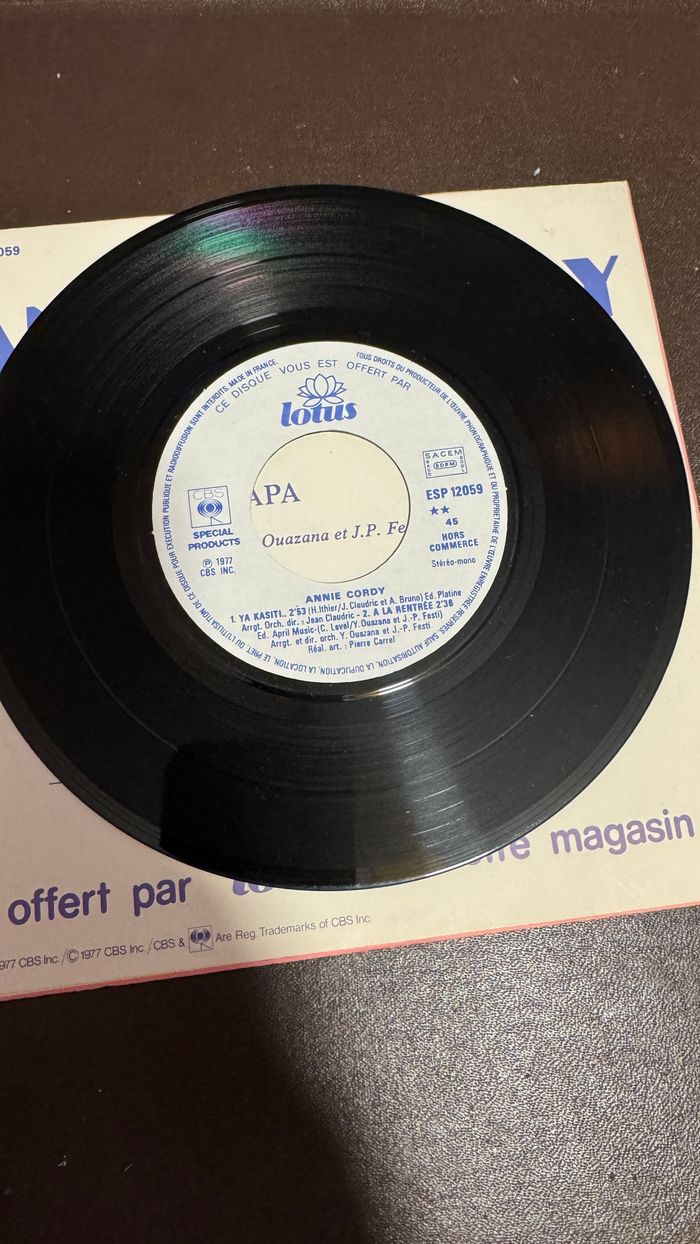 059
Y
TOUS DROITS DU PRODUCTEUR DE L'ŒUVRE PHONOGRAPHIQUE ET DU PROPRIETAIRE DE L'ŒUVRE ENREGISTREE RESERVES. SAUF AUTORISATION, LA DUPLICATION, LA LOCATION, LE PRET, OU L'UTILISATION DE CE DISQUE POUR EXECUTION PUBLIQUE ET RADIODIFFUSION SONT INTERDITS. MADE IN FRANCE.
CE DISQUE VOUS EST OFFERT PAR
lotus
SACEM
SACD
SDRM
SGDL
CBS
SPECIAL
PRODUCTS
℗ 1977
CBS INC.
APA
Ouazana et J.P. Fe
ESP 12059
★★
45
HORS
COMMERCE
Stéréo-mono
ANNIE CORDY
1. YA KASITI.. 2'53 (H.Ithier/J. Claudric et A. Bruno) Ed. Platine
Arrgt. Orch. dir : Jean Claudric - 2. A LA RENTRÉE 2'36
Ed. April Music-(C. Level/Y. Ouazana et J.-P. Festi)
Arrgt. et dir. orch. Y. Ouazana et J.-P. Festi
Réal. art. : Pierre Carrel
offert par
magasin
977 CBS Inc./© 1977 CBS Inc./CBS & Are Reg. Trademarks of CBS Inc.